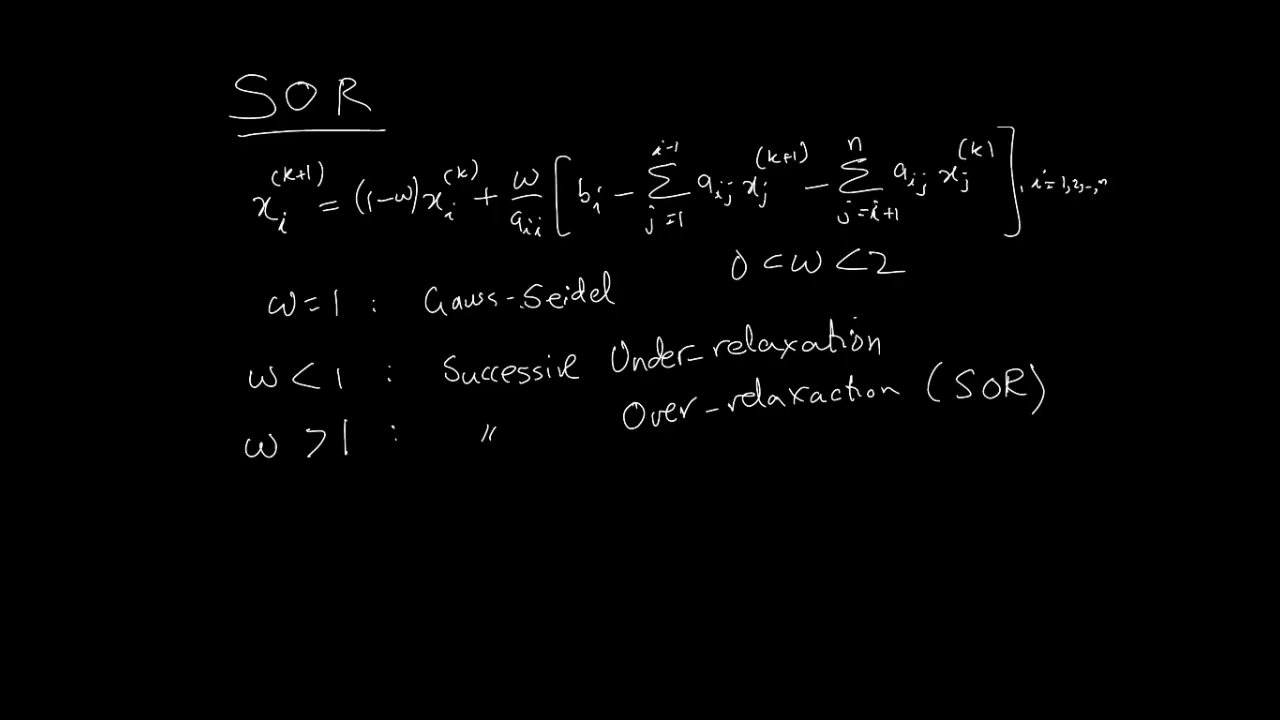 SOR
x_i^(k+1) = (1-ω)x_i^(k) + ω/a_ii [ b_i - Σ_{j=1}^{i-1} a_ij x_j^(k+1) - Σ_{j=i+1}^{n} a_ij x_j^(k) ], i=1,2,-,n
0 < ω < 2
ω = 1 : Gauss-Seidel
ω < 1 : Successive Under-relaxation
ω > 1 : " Over-relaxaction (SOR)